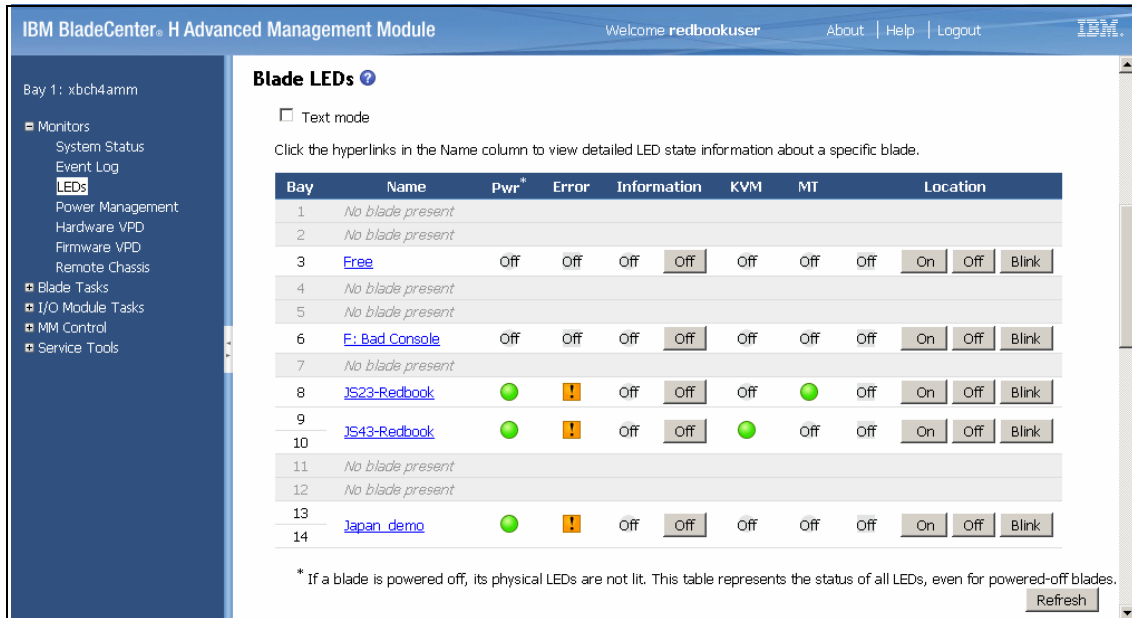 IBM BladeCenter® H Advanced Management Module Welcome redbookuser About | Help | Logout IBM.
Bay 1: xbch4amm
Monitors
System Status
Event Log
LEDs
Power Management
Hardware VPD
Firmware VPD
Remote Chassis
Blade Tasks
I/O Module Tasks
MM Control
Service Tools
Blade LEDs ?
Text mode
Click the hyperlinks in the Name column to view detailed LED state information about a specific blade.
Bay Name Pwr* Error Information KVM MT Location
1 No blade present
2 No blade present
3 Free Off Off Off Off Off Off Off On Off Blink
4 No blade present
5 No blade present
6 F: Bad Console Off Off Off Off Off Off Off On Off Blink
7 No blade present
8 JS23-Redbook ! Off Off Off Off On Off Blink
9
10 JS43-Redbook ! Off Off Off Off On Off Blink
11 No blade present
12 No blade present
13
14 Japan demo ! Off Off Off Off Off On Off Blink
* If a blade is powered off, its physical LEDs are not lit. This table represents the status of all LEDs, even for powered-off blades.
Refresh